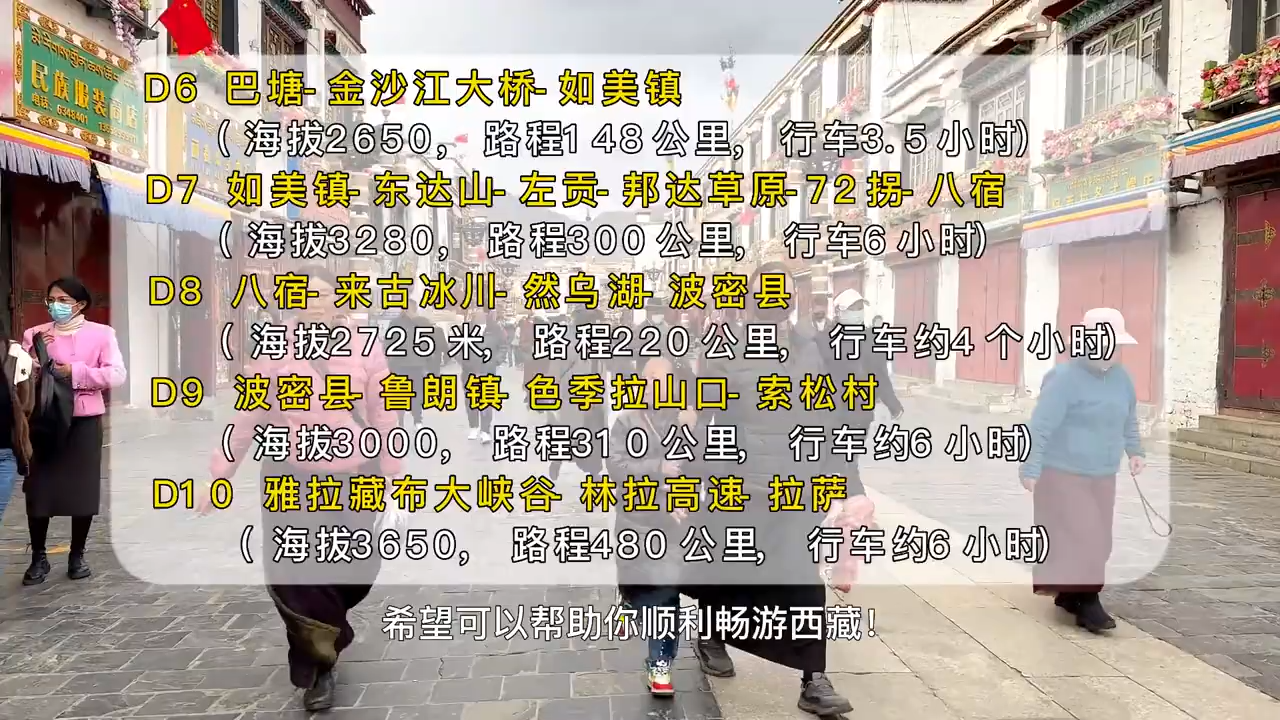 民族服装商店
电话：6348401
D6 巴塘-金沙江大桥-如美镇
(海拔2650，路程148公里，行车3.5小时)
D7 如美镇-东达山-左贡-邦达草原-72拐-八宿
(海拔3280，路程300公里，行车6小时)
D8 八宿-来古冰川-然乌湖-波密县
(海拔2725米，路程220公里，行车约4个小时)
D9 波密县-鲁朗镇-色季拉山口-索松村
(海拔3000，路程310公里，行车约6小时)
D10 雅拉藏布大峡谷-林拉高速-拉萨
(海拔3650，路程480公里，行车约6小时)
希望可以帮助你顺利畅游西藏！